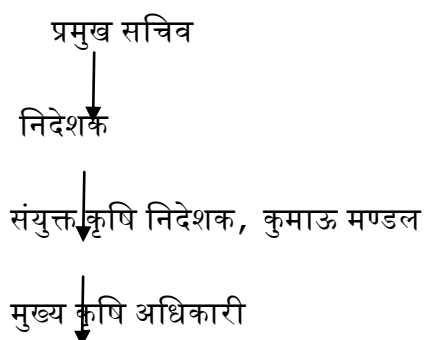 प्रमुख सचिव
निदेशक
संयुक्त कृषि निदेशक, कुमाऊ मण्डल
मुख्य कृषि अधिकारी